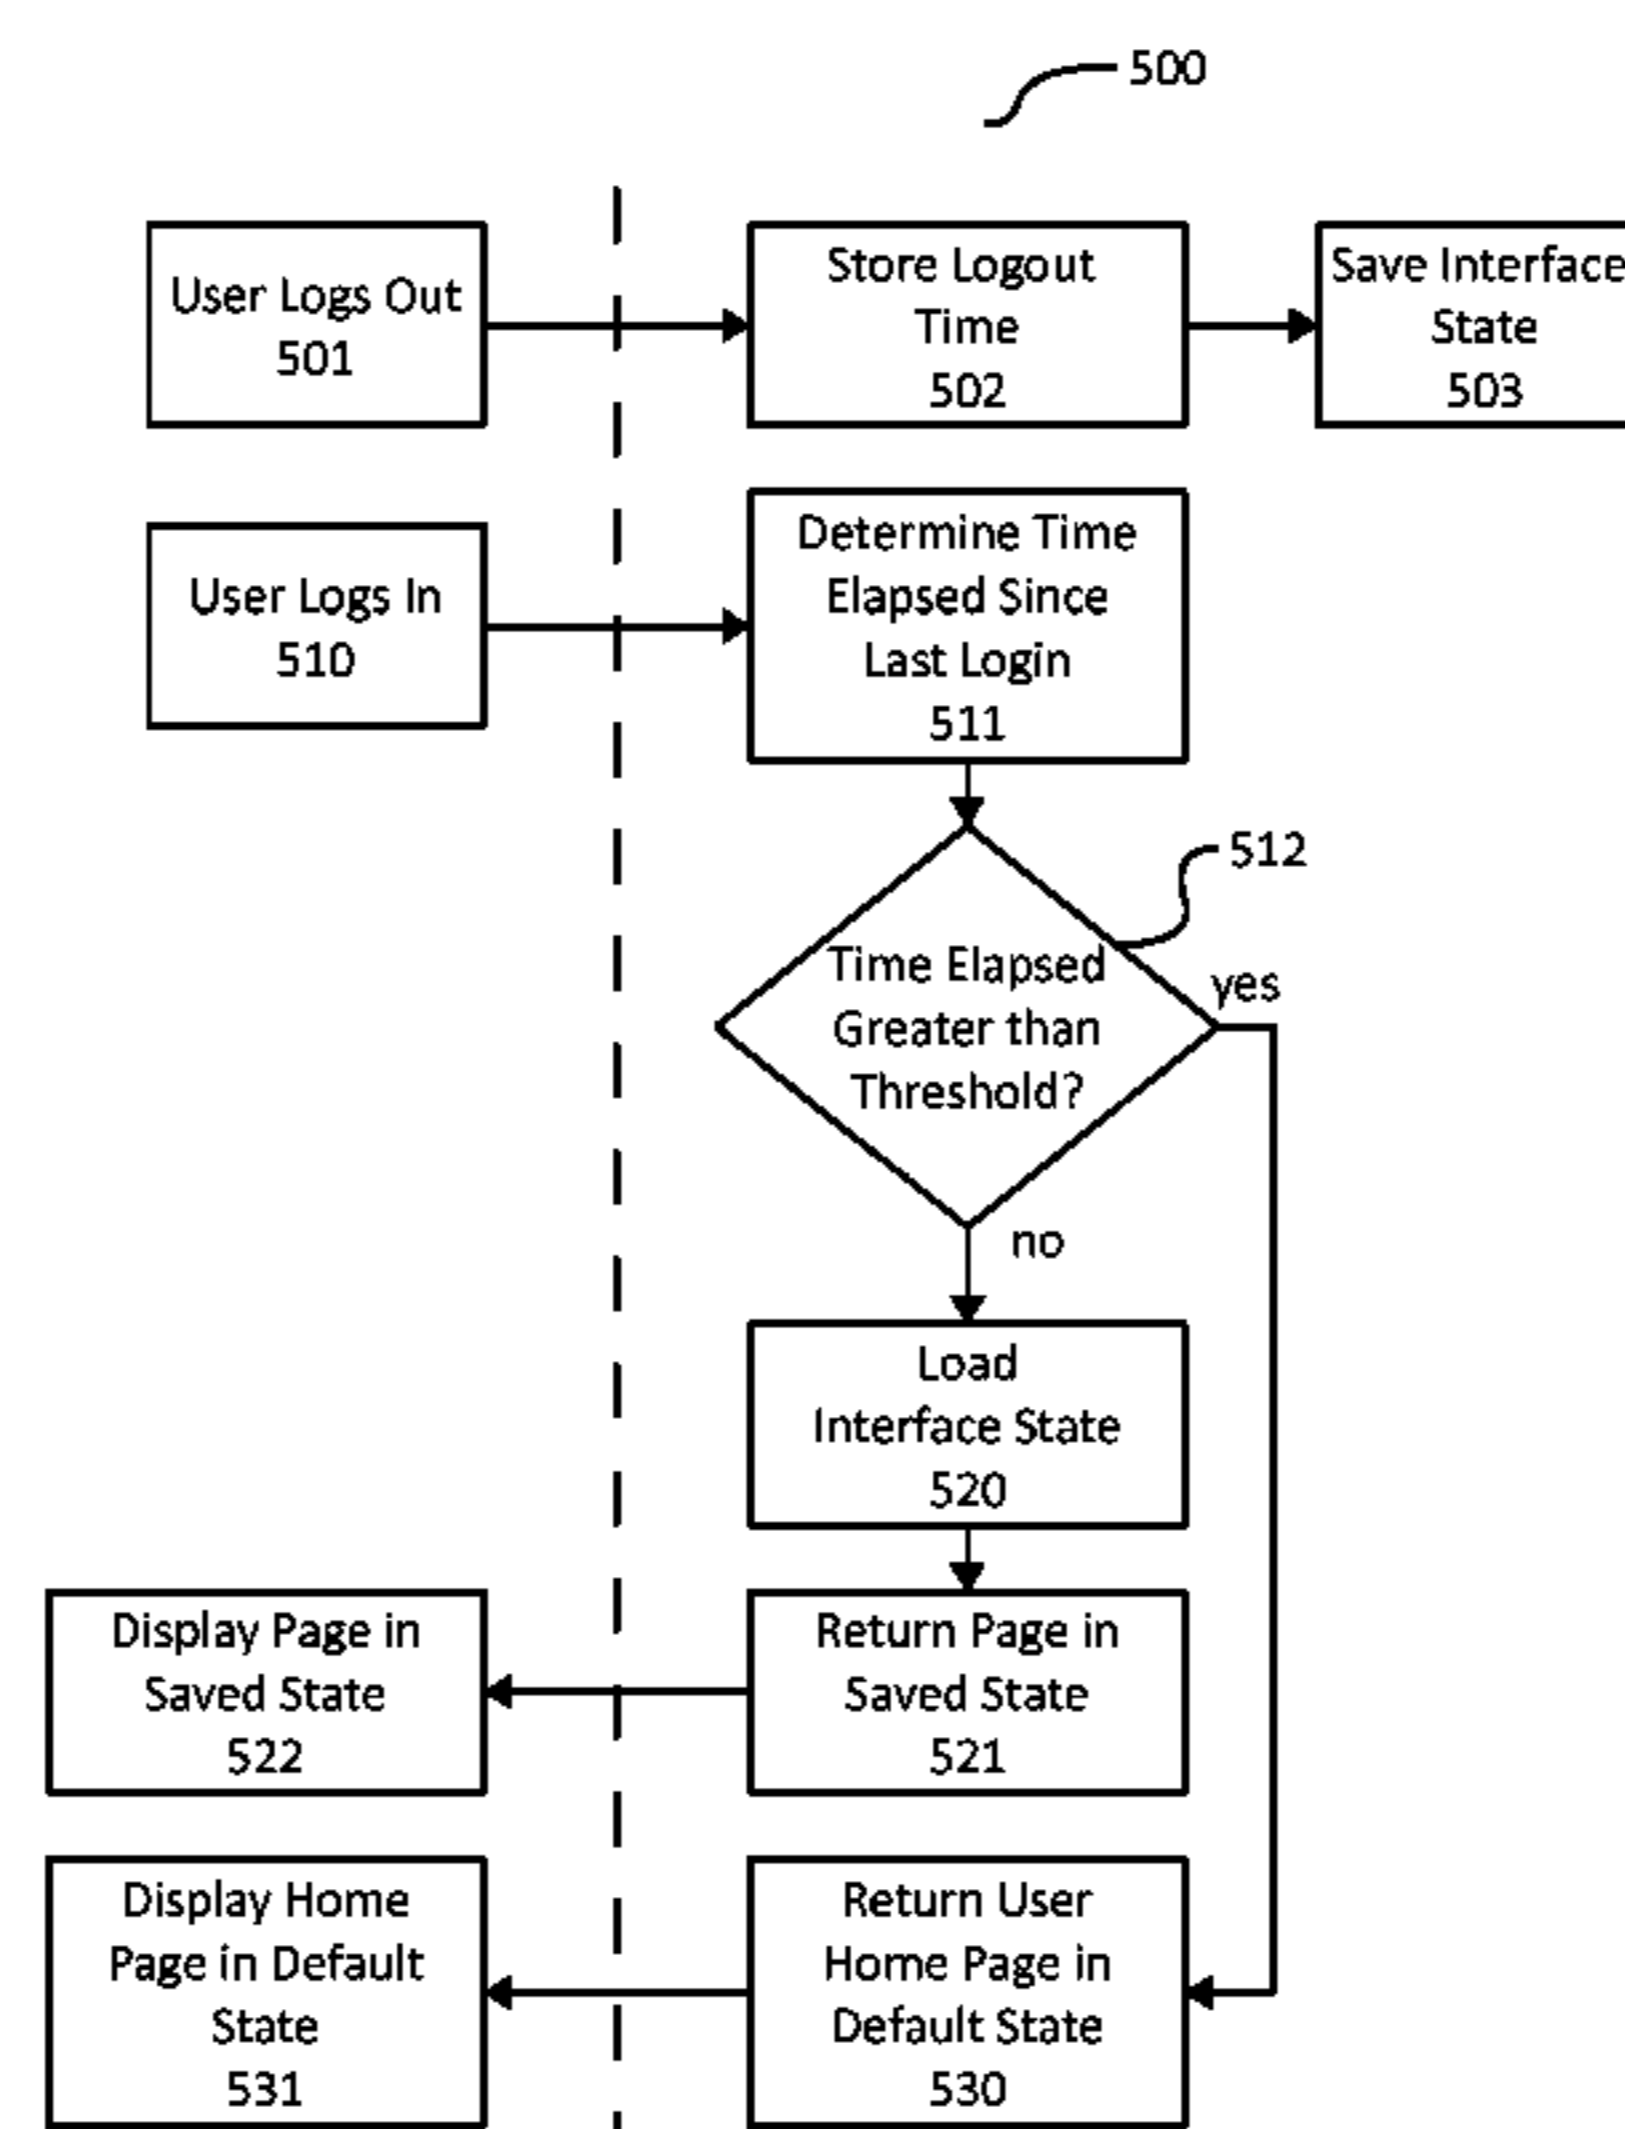 500
User Logs Out
501
Store Logout
Time
502
Save Interface
State
503
User Logs In
510
Determine Time
Elapsed Since
Last Login
511
512
Time Elapsed
Greater than
Threshold?
yes
no
Load
Interface State
520
Display Page in
Saved State
522
Return Page in
Saved State
521
Display Home
Page in Default
State
531
Return User
Home Page in
Default State
530